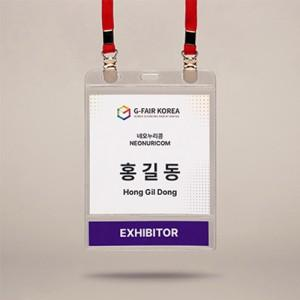 G-FAIR KOREA
네오누리콤
NEONURICOM
홍길동
Hong Gil Dong
EXHIBITOR